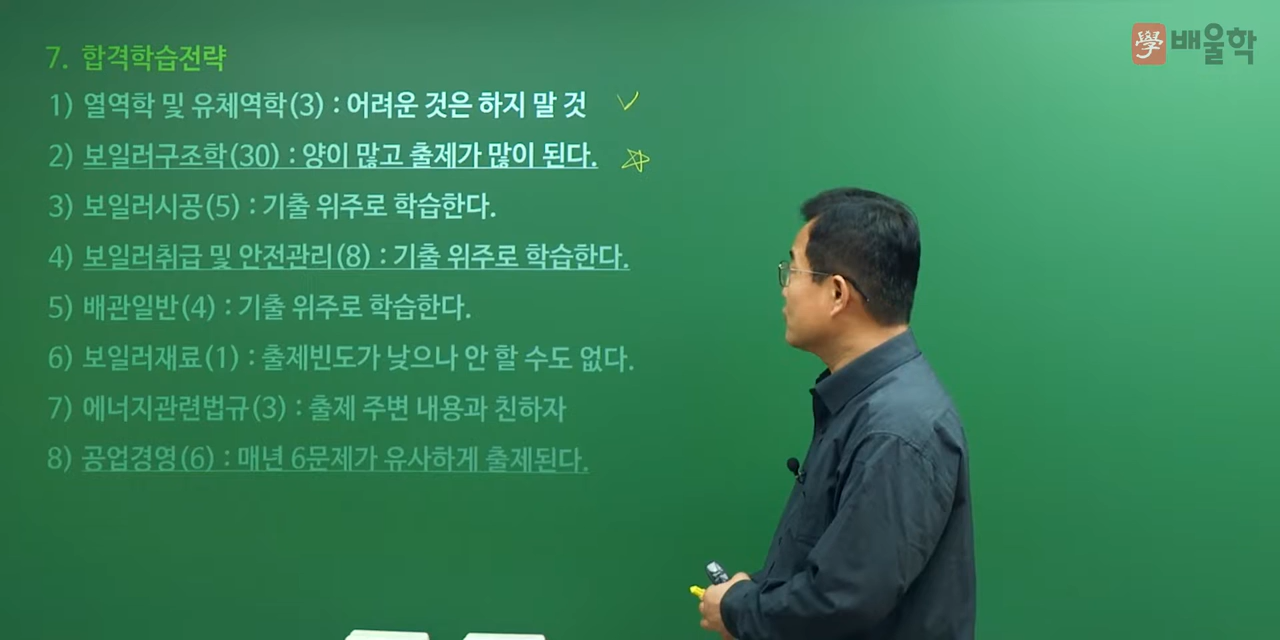 學 배울학
7. 합격학습전략
1) 열역학 및 유체역학(3) : 어려운 것은 하지 말 것
2) 보일러구조학(30) : 양이 많고 출제가 많이 된다.
3) 보일러시공(5) : 기출 위주로 학습한다.
4) 보일러취급 및 안전관리(8) : 기출 위주로 학습한다.
5) 배관일반(4) : 기출 위주로 학습한다.
6) 보일러재료(1) : 출제빈도가 낮으나 안 할 수도 없다.
7) 에너지관련법규(3) : 출제 주변 내용과 친하자
8) 공업경영(6) : 매년 6문제가 유사하게 출제된다.